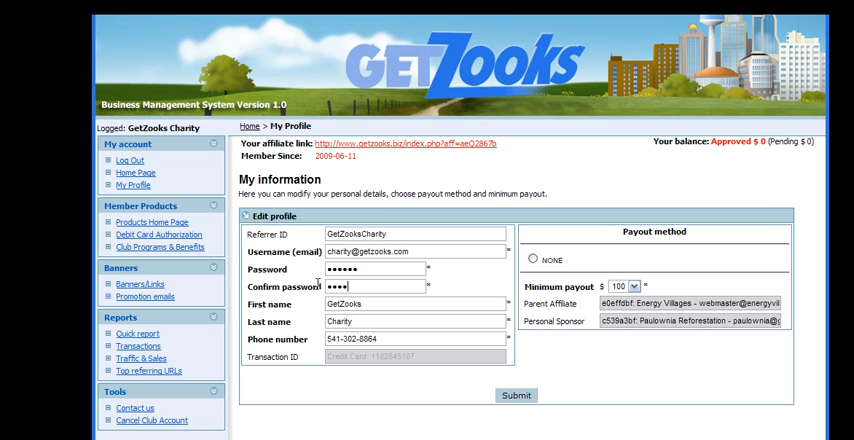 GETZooks
Business Management System Version 1.0
Logged: GetZooks Charity
Home > My Profile
My account
Log Out
Home Page
My Profile
Member Products
Products Home Page
Debit Card Authorization
Club Programs & Benefits
Banners
Banners/Links
Promotion emails
Reports
Quick report
Transactions
Traffic & Sales
Top referring URLs
Tools
Contact us
Cancel Club Account
Your affiliate link: http://www.getzooks.biz/index.php?aff=aeO2867b
Your balance: Approved $ 0 (Pending $ 0)
Member Since: 2009-06-11
My information
Here you can modify your personal details, choose payout method and minimum payout.
Edit profile
Referrer ID GetZooksCharity
Username (email) charity@getzooks.com *
Password •••••• *
Confirm password •••• *
First name GetZooks *
Last name Charity *
Phone number 541-302-8864 *
Transaction ID Credit Card: 1182845187
Payout method
NONE
Minimum payout $ 100 *
Parent Affiliate e0effdbf: Energy Villages - webmaster@energyvil
Personal Sponsor c539a3bf: Paulownia Reforestation - paulownia@g
Submit